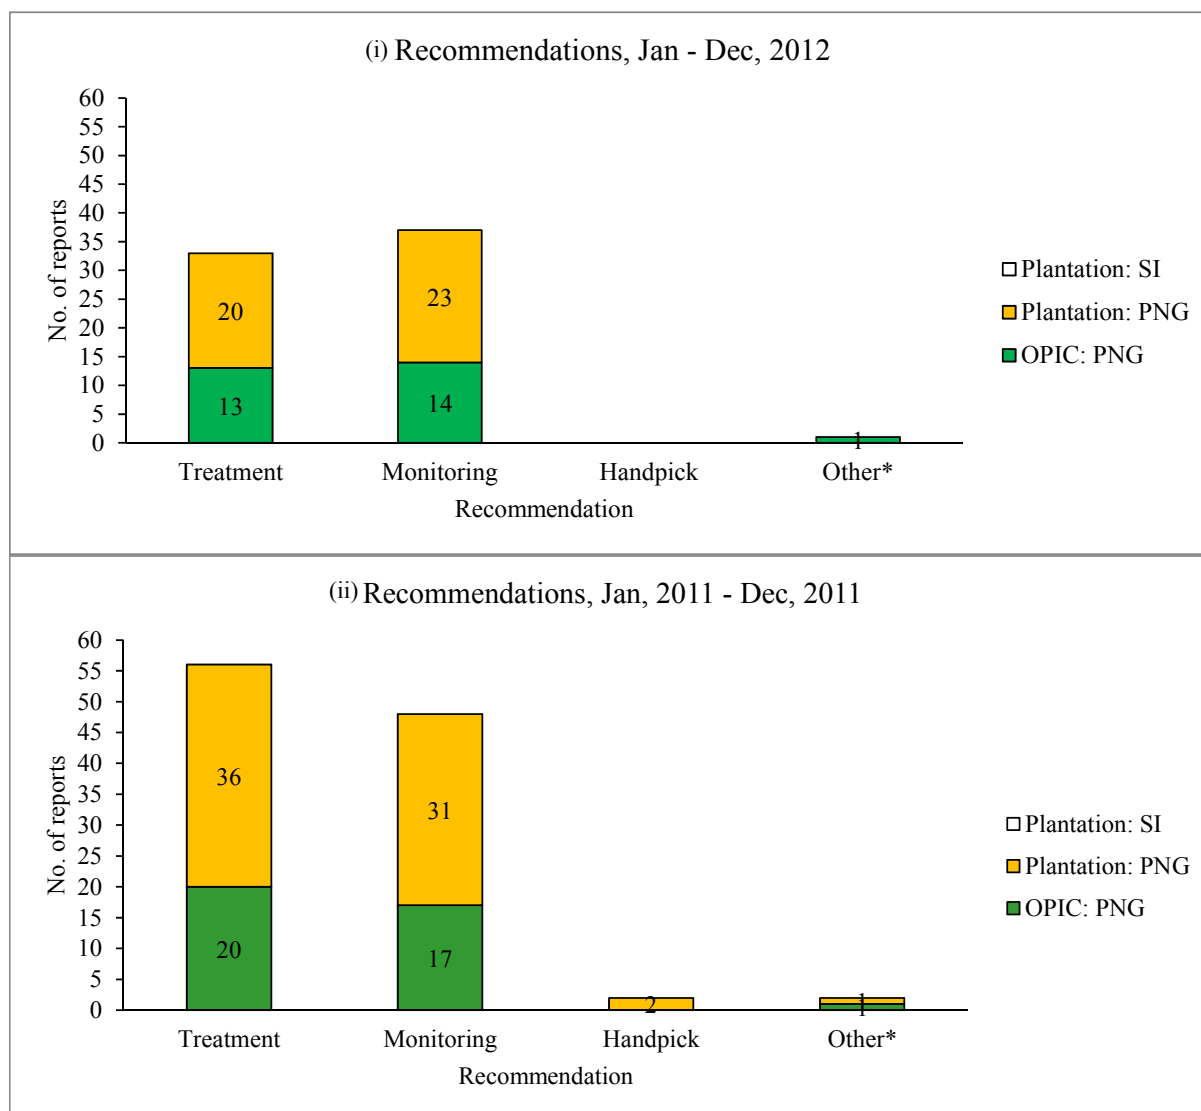 (i) Recommendations, Jan - Dec, 2012
60
55
50
45
40
35
30
25
20
15
10
5
0
No. of reports
20
23
13
14
1
Treatment Monitoring Handpick Other*
Recommendation
Plantation: SI
Plantation: PNG
OPIC: PNG
(ii) Recommendations, Jan, 2011 - Dec, 2011
60
55
50
45
40
35
30
25
20
15
10
5
0
No. of reports
36
31
20
17
2
1
1
Treatment Monitoring Handpick Other*
Recommendation
Plantation: SI
Plantation: PNG
OPIC: PNG